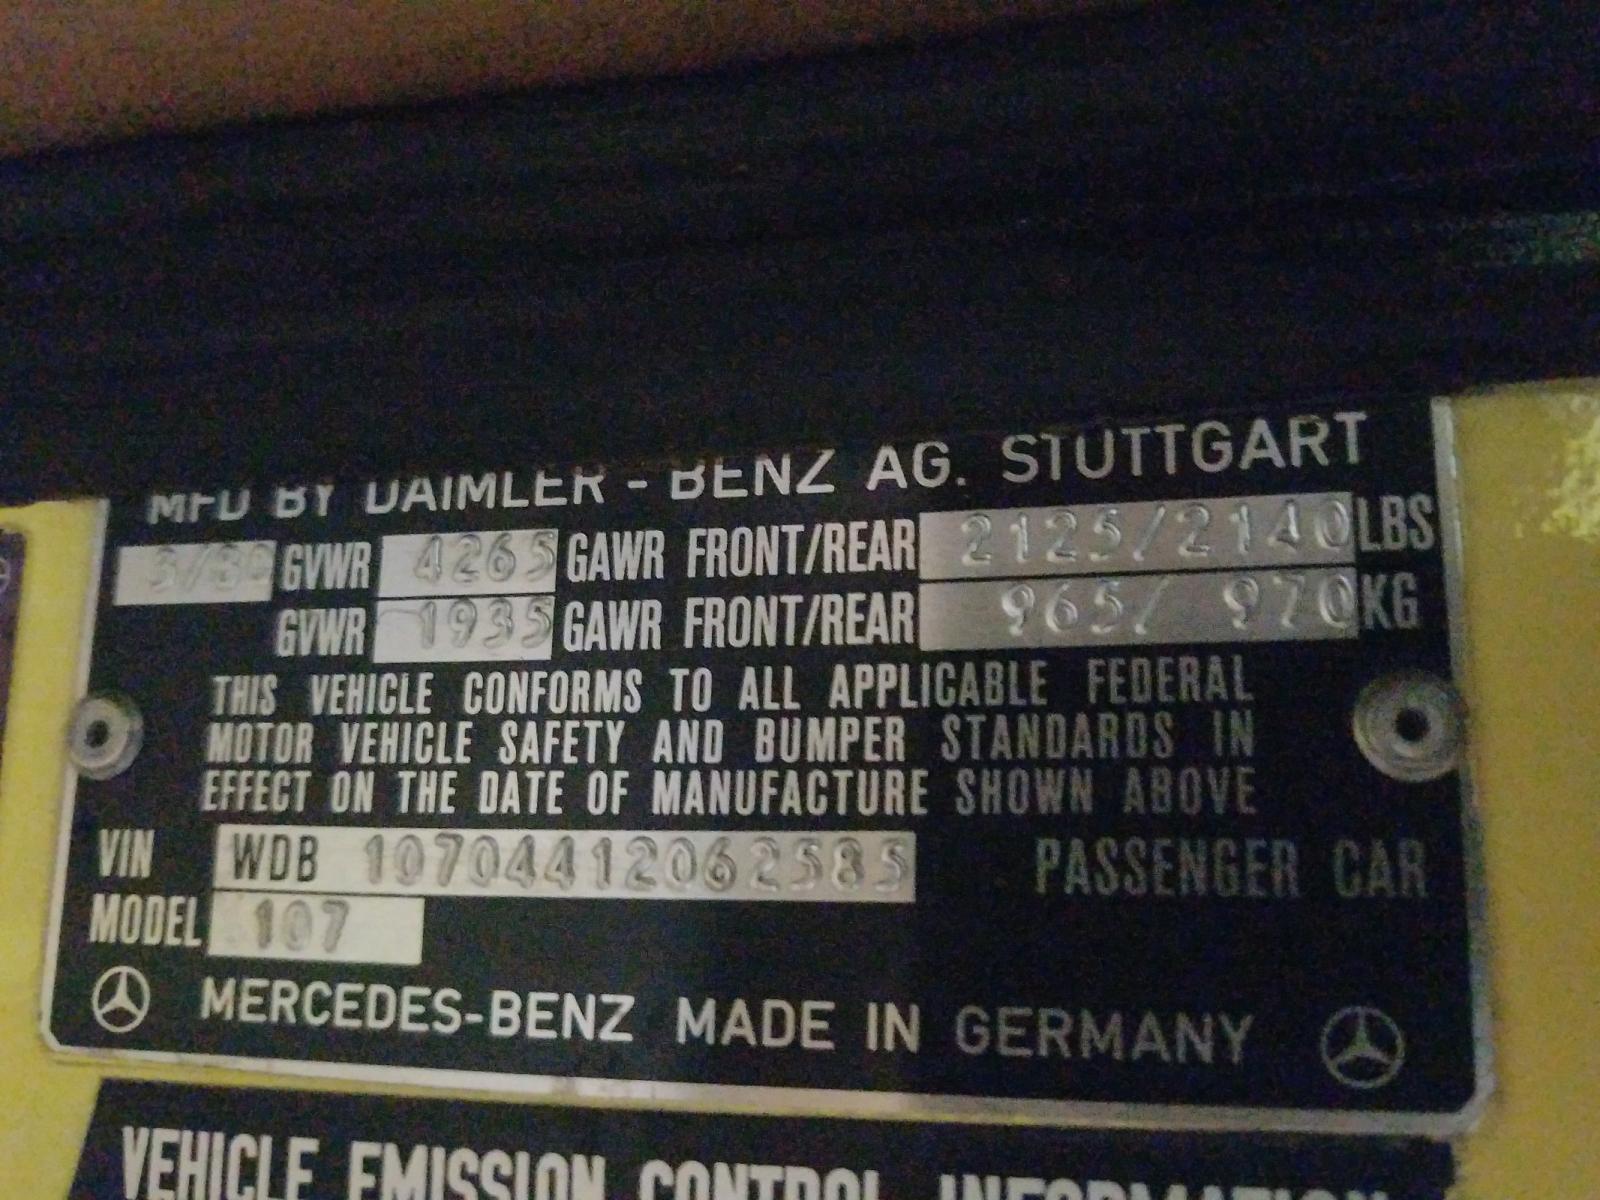 MFD BY DAIMLER - BENZ AG. STUTTGART
3/80 GVWR 4265 GAWR FRONT/REAR 2125/2140 LBS
GVWR 1935 GAWR FRONT/REAR 965/ 970 KG
THIS VEHICLE CONFORMS TO ALL APPLICABLE FEDERAL
MOTOR VEHICLE SAFETY AND BUMPER STANDARDS IN
EFFECT ON THE DATE OF MANUFACTURE SHOWN ABOVE
VIN WDB 10704412062585 PASSENGER CAR
MODEL 107
MERCEDES-BENZ MADE IN GERMANY
VEHICLE EMISSION CONTROL INFORMATION